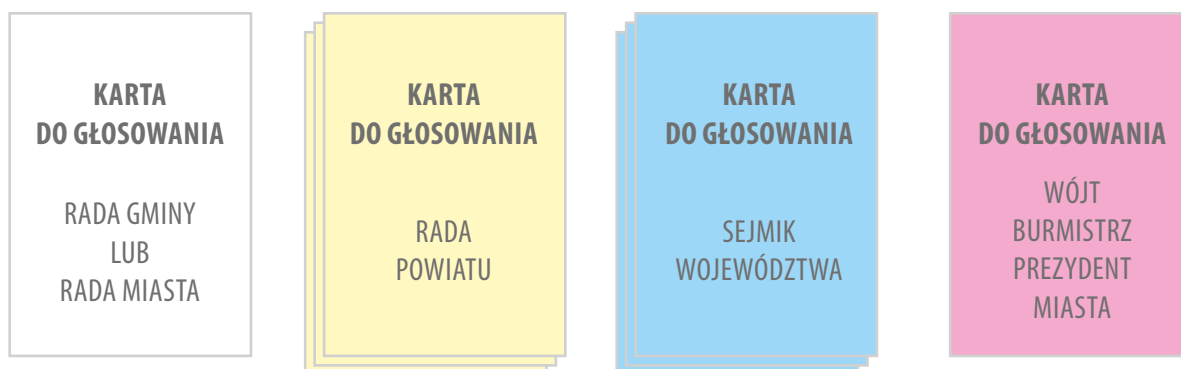 KARTA
DO GŁOSOWANIA
RADA GMINY
LUB
RADA MIASTA
KARTA
DO GŁOSOWANIA
RADA
POWIATU
KARTA
DO GŁOSOWANIA
SEJMIK
WOJEWÓDZTWA
KARTA
DO GŁOSOWANIA
WÓJT
BURMISTRZ
PREZYDENT
MIASTA